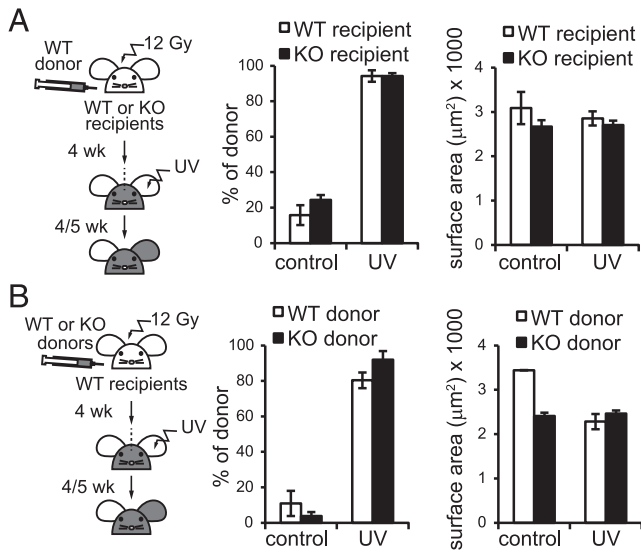 A
WT donor
12 Gy
WT or KO recipients
4 wk
UV
4/5 wk
WT recipient
KO recipient
% of donor
100
80
60
40
20
0
control
UV
WT recipient
KO recipient
surface area (μm²) x 1000
4
3
2
1
0
control
UV
B
WT or KO donors
12 Gy
WT recipients
4 wk
UV
4/5 wk
WT donor
KO donor
% of donor
100
80
60
40
20
0
control
UV
WT donor
KO donor
surface area (μm²) x 1000
4
3
2
1
0
control
UV